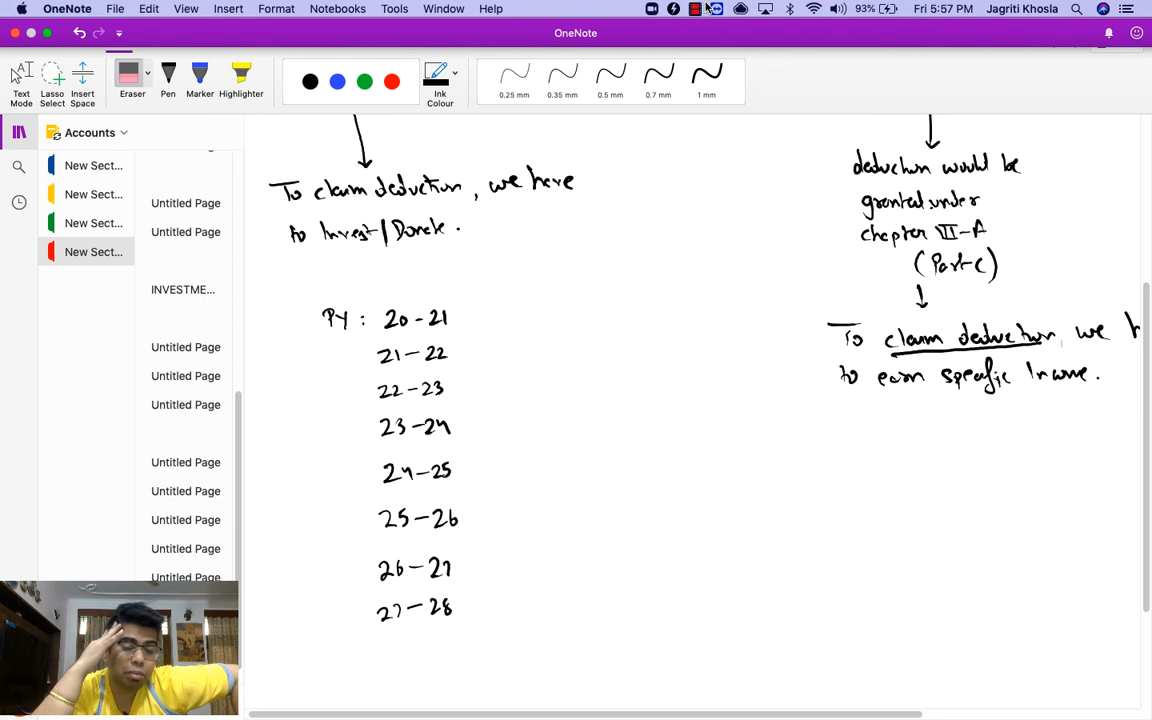 OneNote File Edit View Insert Format Notebooks Tools Window Help 93% Fri 5:57 PM Jagriti Khosla
OneNote
Text Mode
Lasso Select
Insert Space
Eraser
Pen
Marker
Highlighter
Ink Colour
0.25 mm
0.35 mm
0.5 mm
0.7 mm
1 mm
Accounts
New Sect...
New Sect...
New Sect...
New Sect...
Untitled Page
Untitled Page
INVESTME...
Untitled Page
Untitled Page
Untitled Page
Untitled Page
Untitled Page
Untitled Page
Untitled Page
Untitled Page
To claim deduction, we have
to Invest/Donate.
PY : 20-21
21-22
22-23
23-24
24-25
25-26
26-27
27-28
deduction would be
granted under
chapter VI-A
(Part-C)
To claim deduction, we h
to earn specific Income.